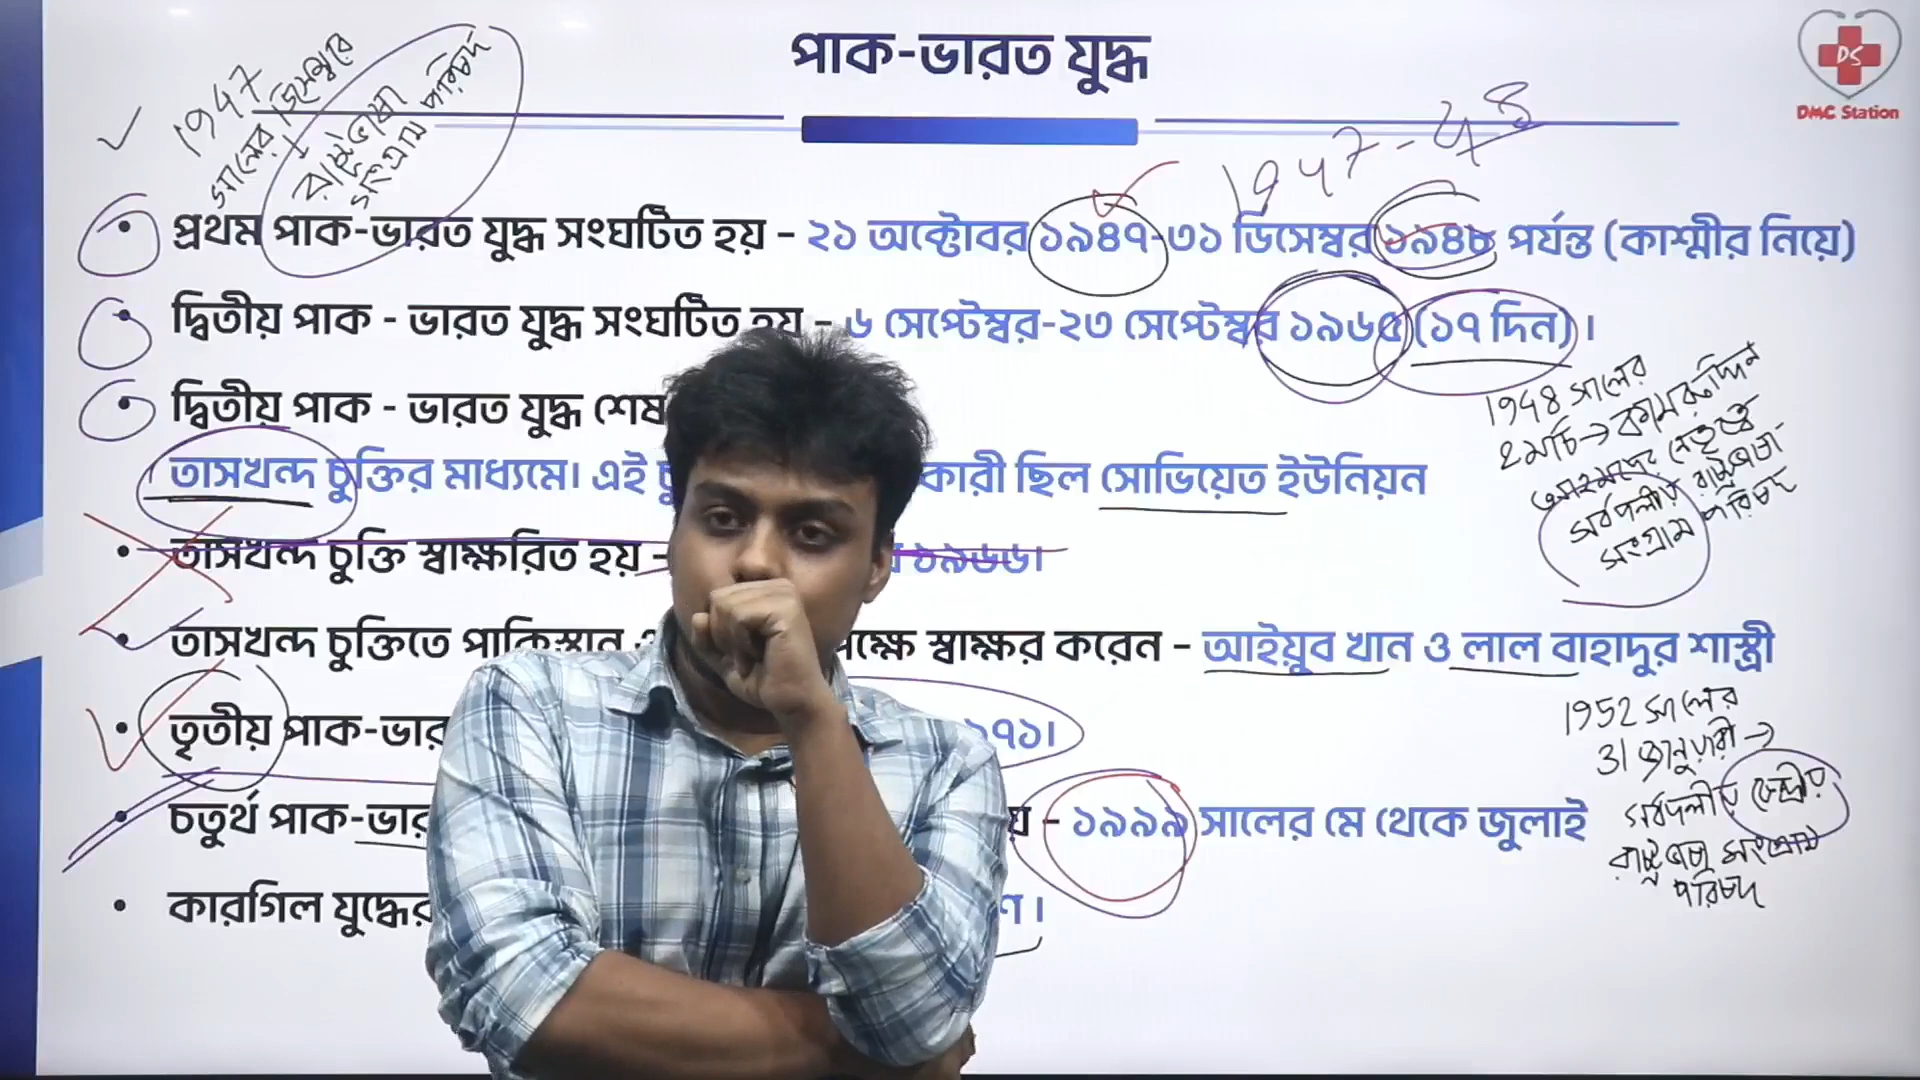 পাক-ভারত যুদ্ধ
DS
DMC Station
1947
সালের ডিসেম্বরে
রাষ্ট্রভাষা
সংগ্রাম পরিষদ
1947-48
• প্রথম পাক-ভারত যুদ্ধ সংঘটিত হয় – ২১ অক্টোবর ১৯৪৭-৩১ ডিসেম্বর ১৯৪৮ পর্যন্ত (কাশ্মীর নিয়ে)
• দ্বিতীয় পাক - ভারত যুদ্ধ সংঘটিত হয় – ৬ সেপ্টেম্বর-২৩ সেপ্টেম্বর ১৯৬৫ (১৭ দিন)।
• দ্বিতীয় পাক - ভারত যুদ্ধ শেষ
তাসখন্দ চুক্তির মাধ্যমে। এই কারী ছিল সোভিয়েত ইউনিয়ন
• তাসখন্দ চুক্তি স্বাক্ষরিত হয় – ১৯৬৬।
• তাসখন্দ চুক্তিতে পাকিস্তান পক্ষে স্বাক্ষর করেন – আইয়ুব খান ও লাল বাহাদুর শাস্ত্রী
• তৃতীয় পাক-ভার ১৭১।
• চতুর্থ পাক-ভার য় – ১৯৯৯ সালের মে থেকে জুলাই
• কারগিল যুদ্ধের ণ।
1948 সালের
২ মার্চ → কামরুদ্দিন
আহমদের নেতৃত্বে
সর্বদলীয় রাষ্ট্রভাষা
সংগ্রাম পরিষদ
1952 সালের
31 জানুয়ারী →
সর্বদলীয় কেন্দ্রীয়
রাষ্ট্রভাষা সংগ্রাম
পরিষদ